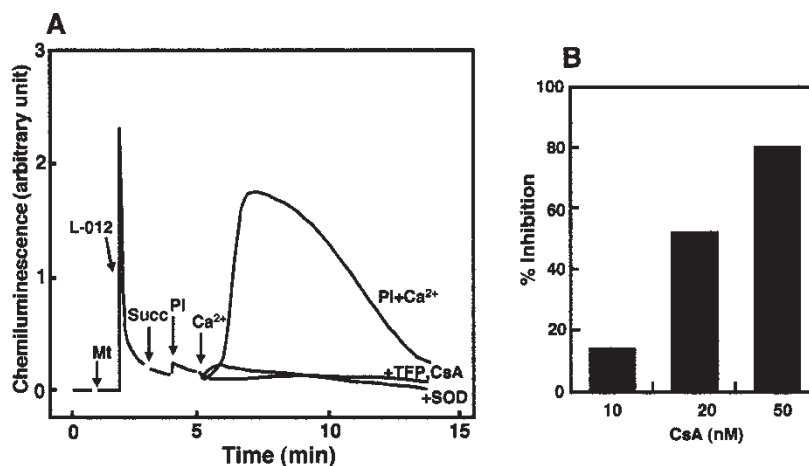 A
Chemiluminescence (arbitrary unit)
3
2
1
0
L-012
Mt
Succ
PI
Ca²⁺
PI+Ca²⁺
+TFP,CsA
+SOD
0
5
10
15
Time (min)
B
% Inhibition
100
80
60
40
20
0
10
20
50
CsA (nM)